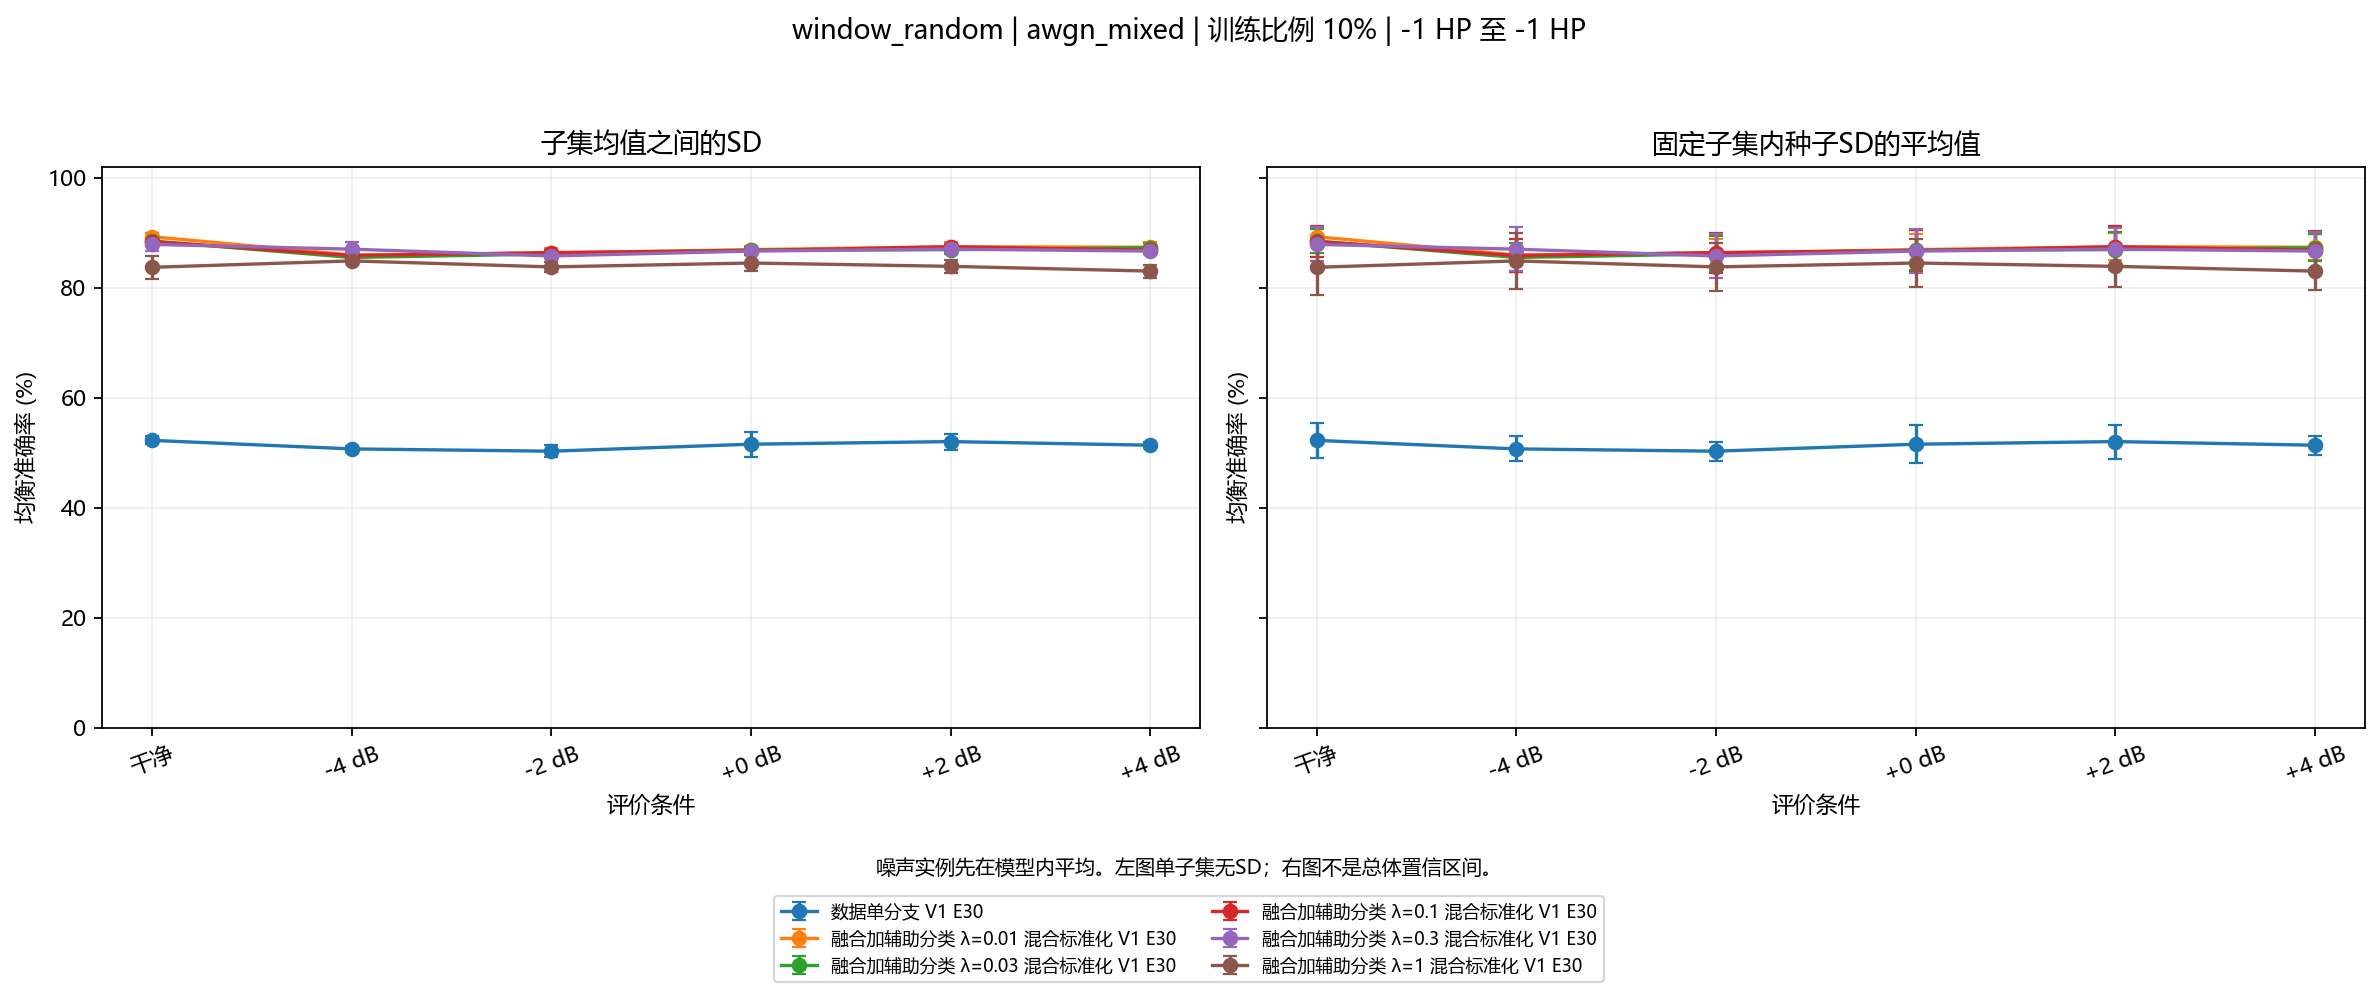 window_random | awgn_mixed | 训练比例 10% | -1 HP 至 -1 HP
子集均值之间的SD
固定子集内种子SD的平均值
均衡准确率 (%)
100
80
60
40
20
0
干净
-4 dB
-2 dB
+0 dB
+2 dB
+4 dB
评价条件
均衡准确率 (%)
干净
-4 dB
-2 dB
+0 dB
+2 dB
+4 dB
评价条件
噪声实例先在模型内平均。左图单子集无SD；右图不是总体置信区间。
数据单分支 V1 E30
融合加辅助分类 λ=0.01 混合标准化 V1 E30
融合加辅助分类 λ=0.03 混合标准化 V1 E30
融合加辅助分类 λ=0.1 混合标准化 V1 E30
融合加辅助分类 λ=0.3 混合标准化 V1 E30
融合加辅助分类 λ=1 混合标准化 V1 E30